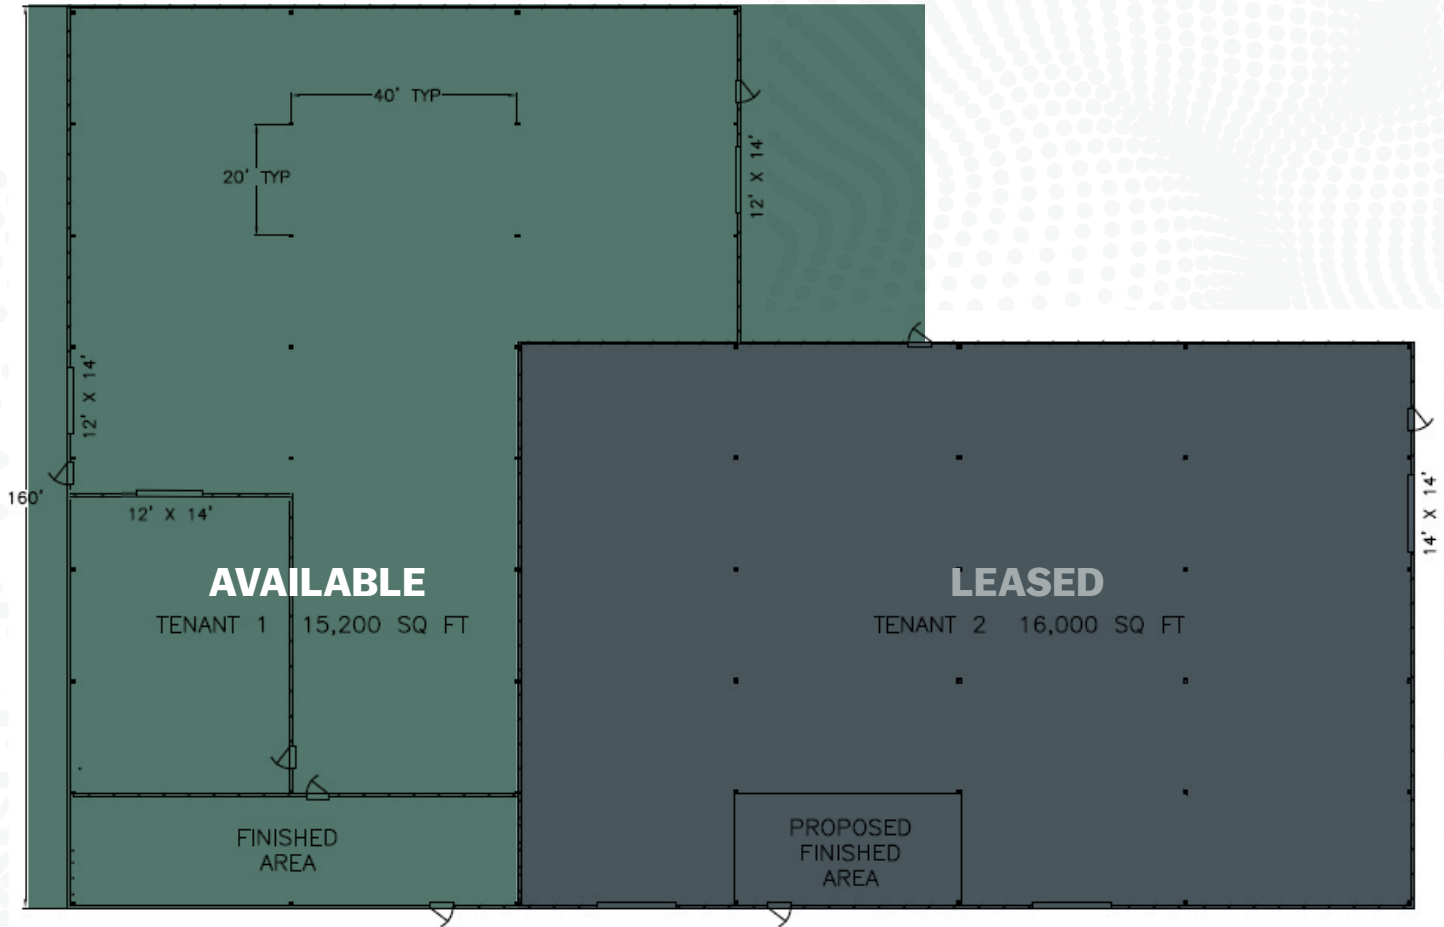 40' TYP
20' TYP
12' X 14'
12' X 14'
160'
12' X 14'
14' X 14'
AVAILABLE
TENANT 1 15,200 SQ FT
LEASED
TENANT 2 16,000 SQ FT
FINISHED
AREA
PROPOSED
FINISHED
AREA